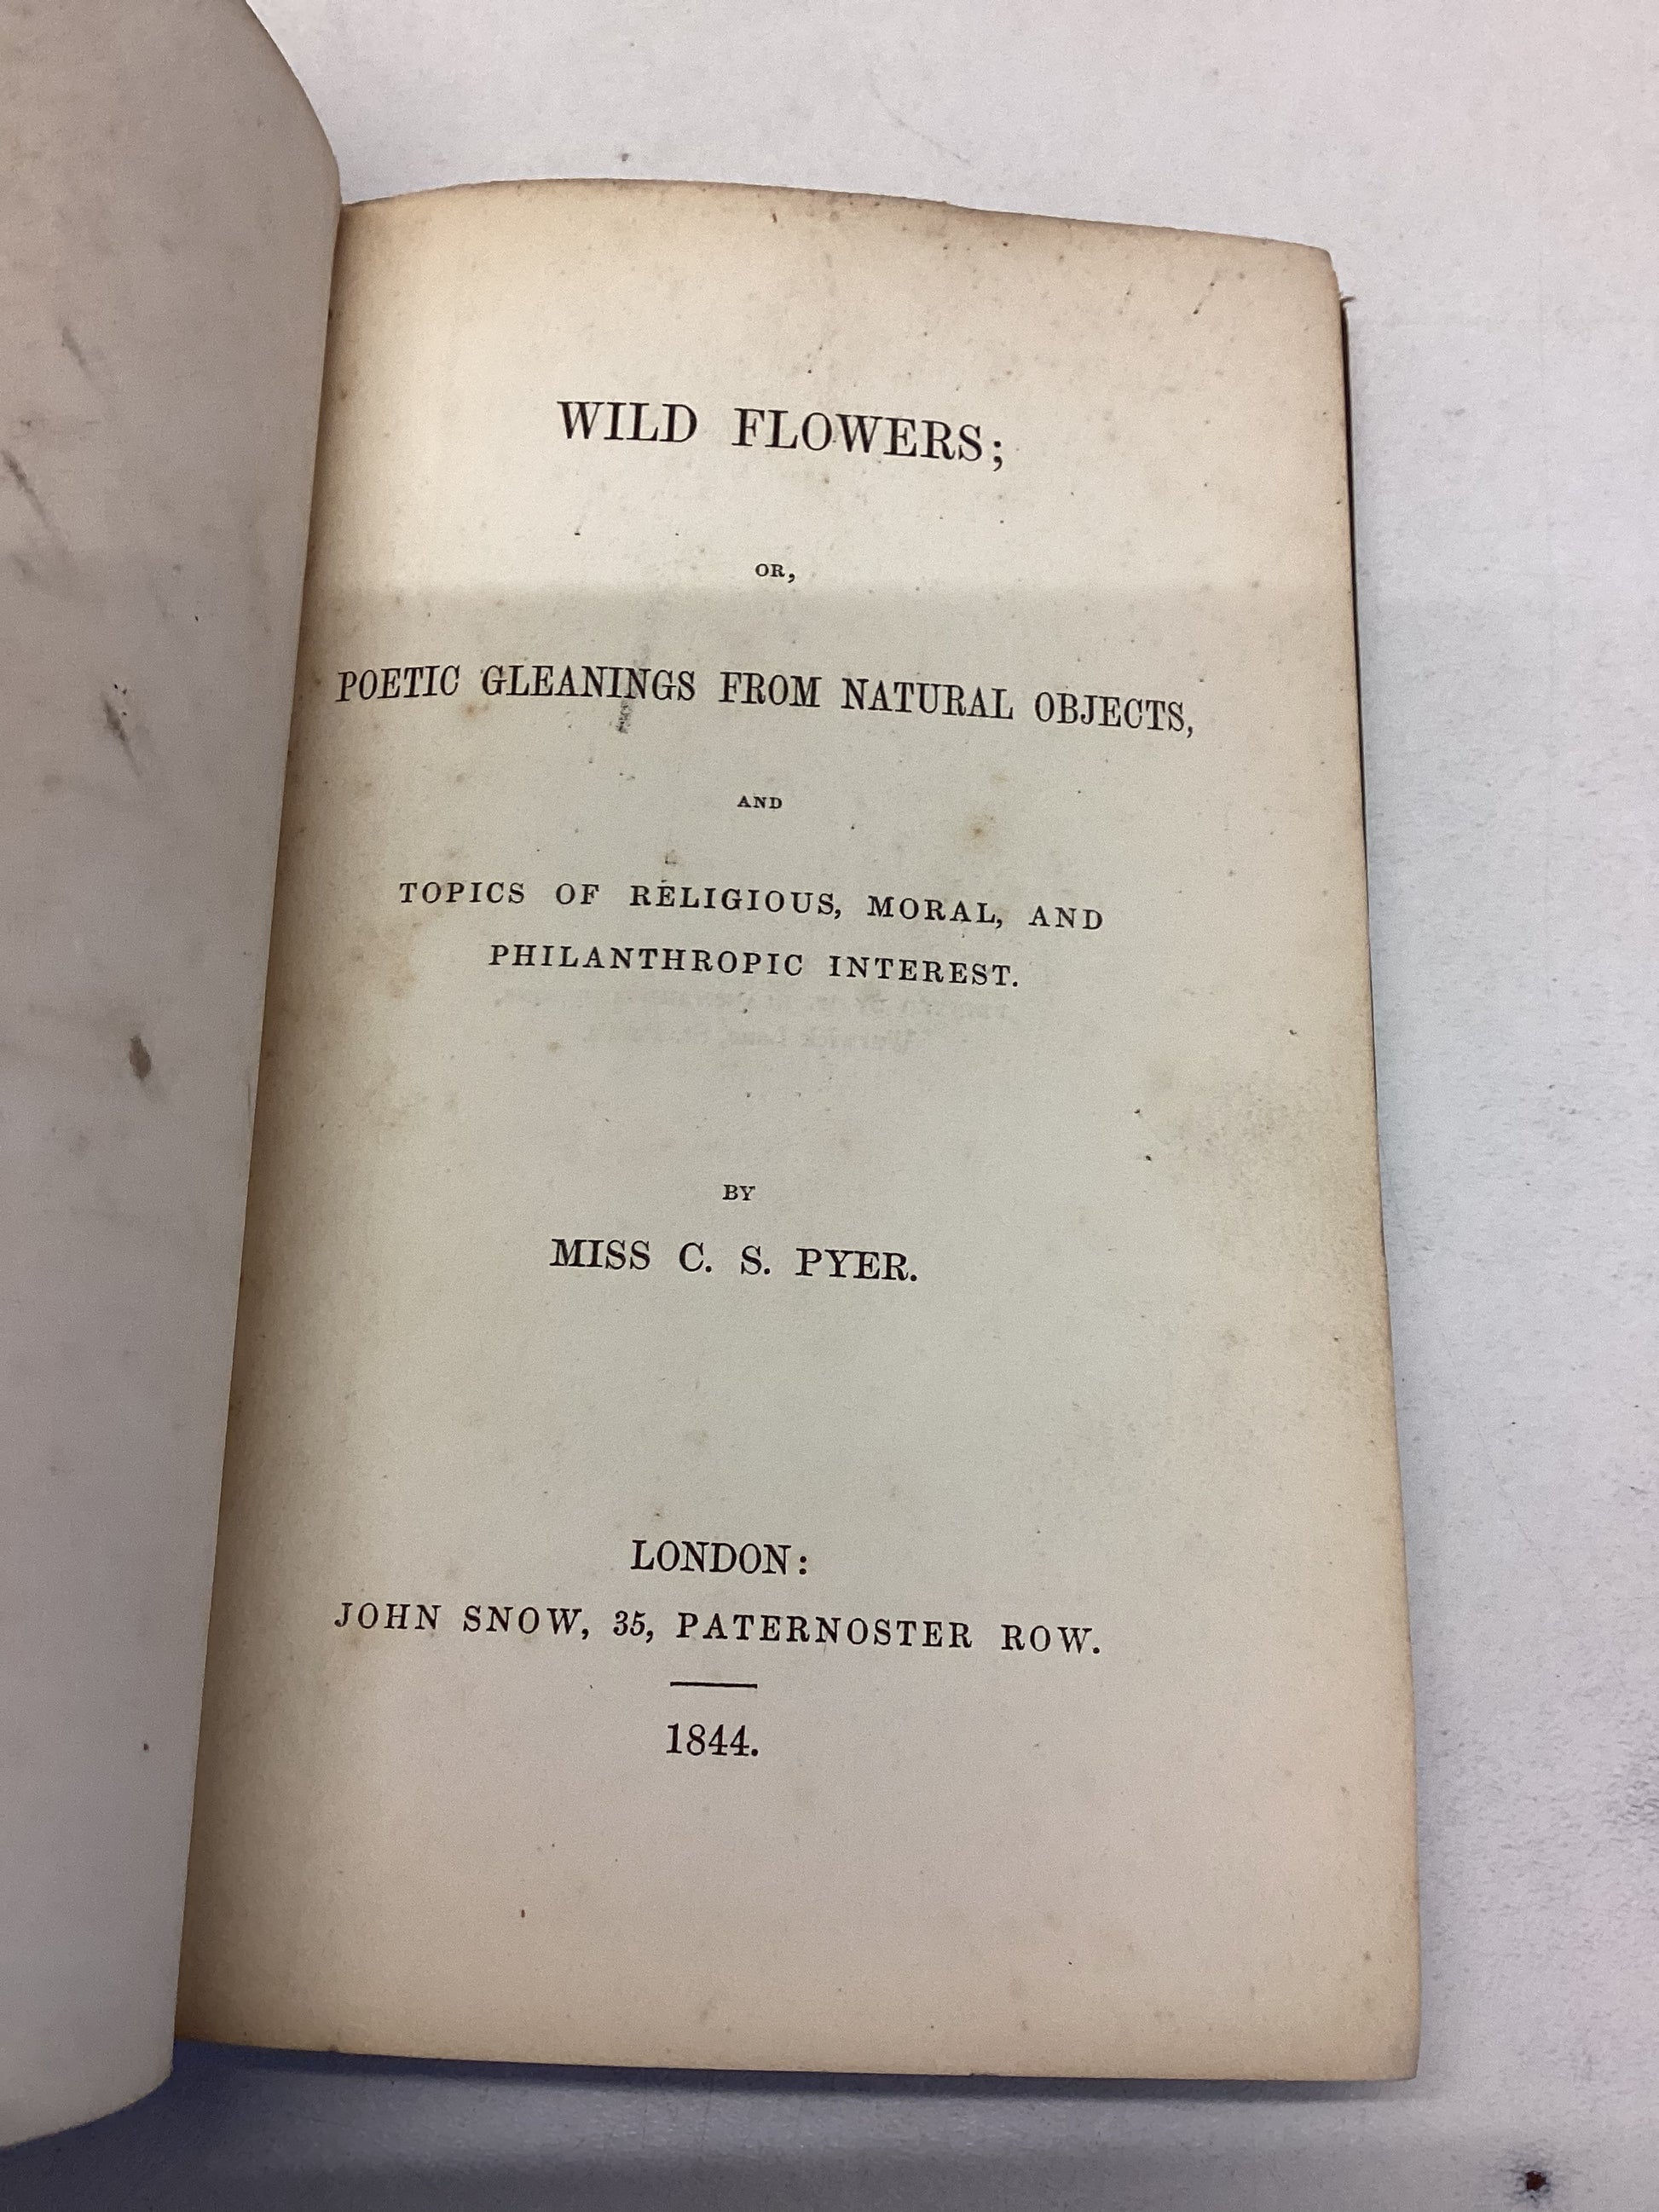 WILD FLOWERS;
OR,
POETIC GLEANINGS FROM NATURAL OBJECTS,
AND
TOPICS OF RELIGIOUS, MORAL, AND
PHILANTHROPIC INTEREST.
BY
MISS C. S. PYER.
LONDON:
JOHN SNOW, 35, PATERNOSTER ROW.
1844.